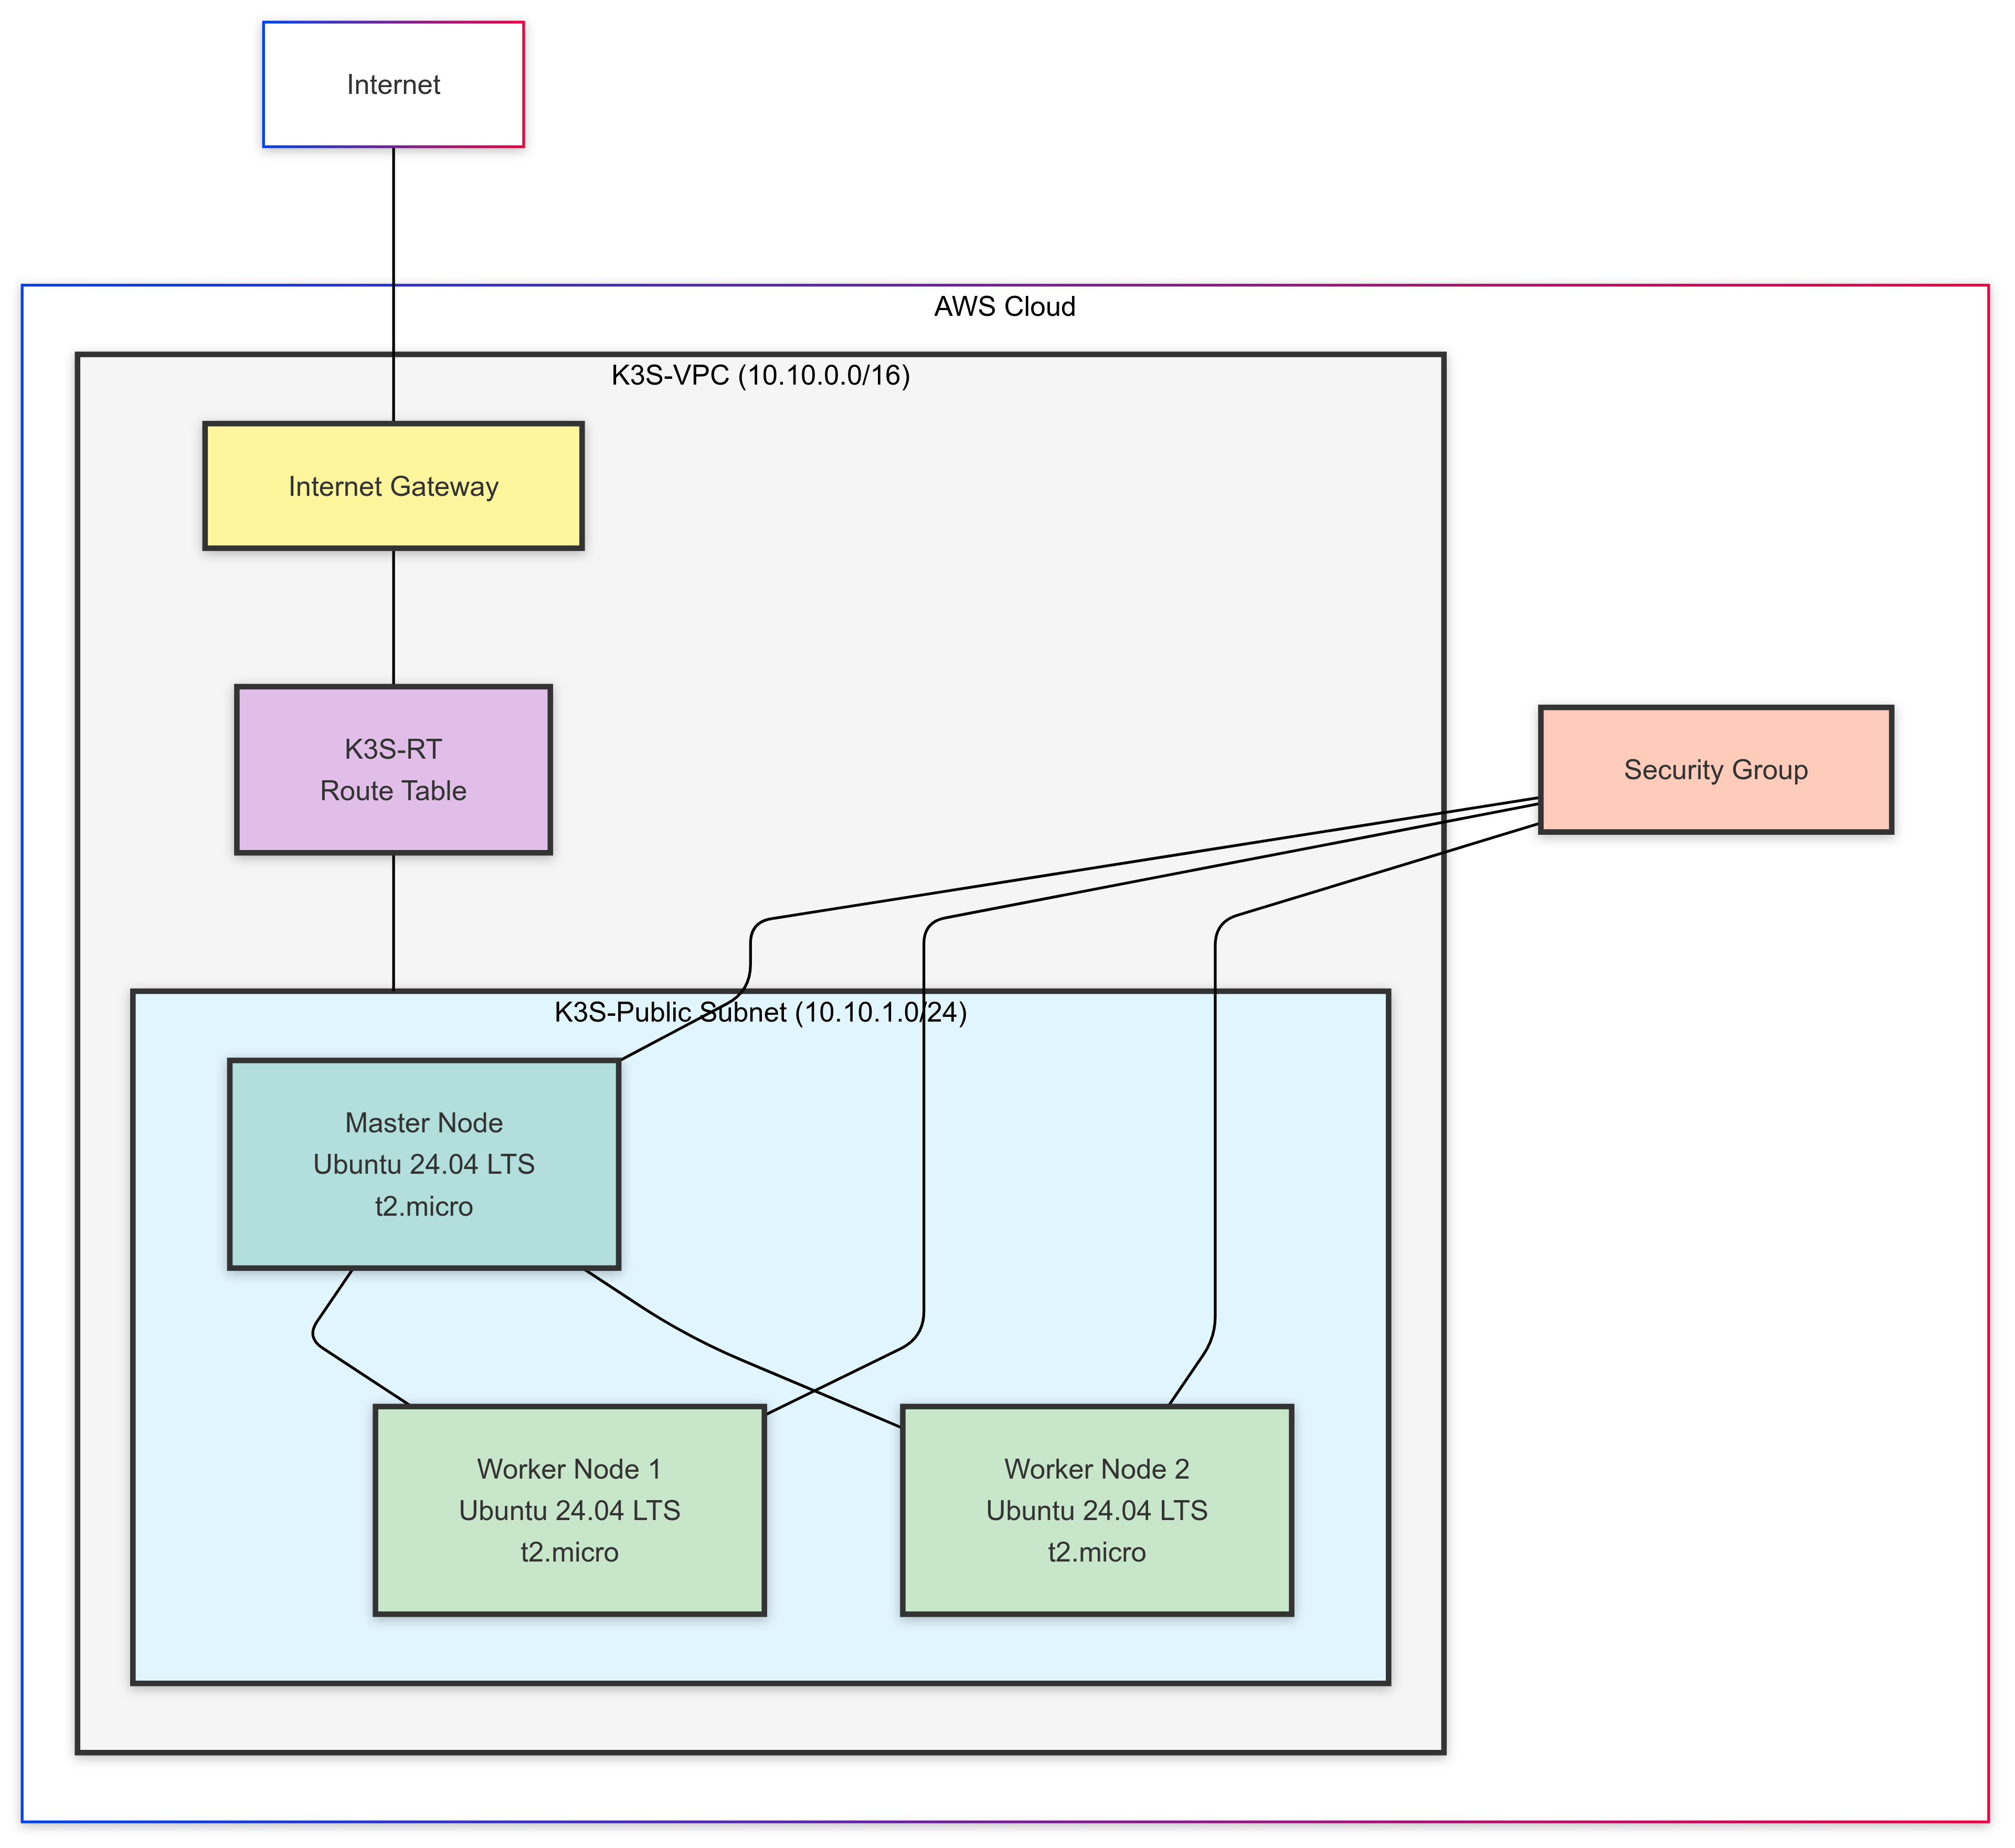 Internet
AWS Cloud
K3S-VPC (10.10.0.0/16)
Internet Gateway
K3S-RT
Route Table
Security Group
K3S-Public Subnet (10.10.1.0/24)
Master Node
Ubuntu 24.04 LTS
t2.micro
Worker Node 1
Ubuntu 24.04 LTS
t2.micro
Worker Node 2
Ubuntu 24.04 LTS
t2.micro